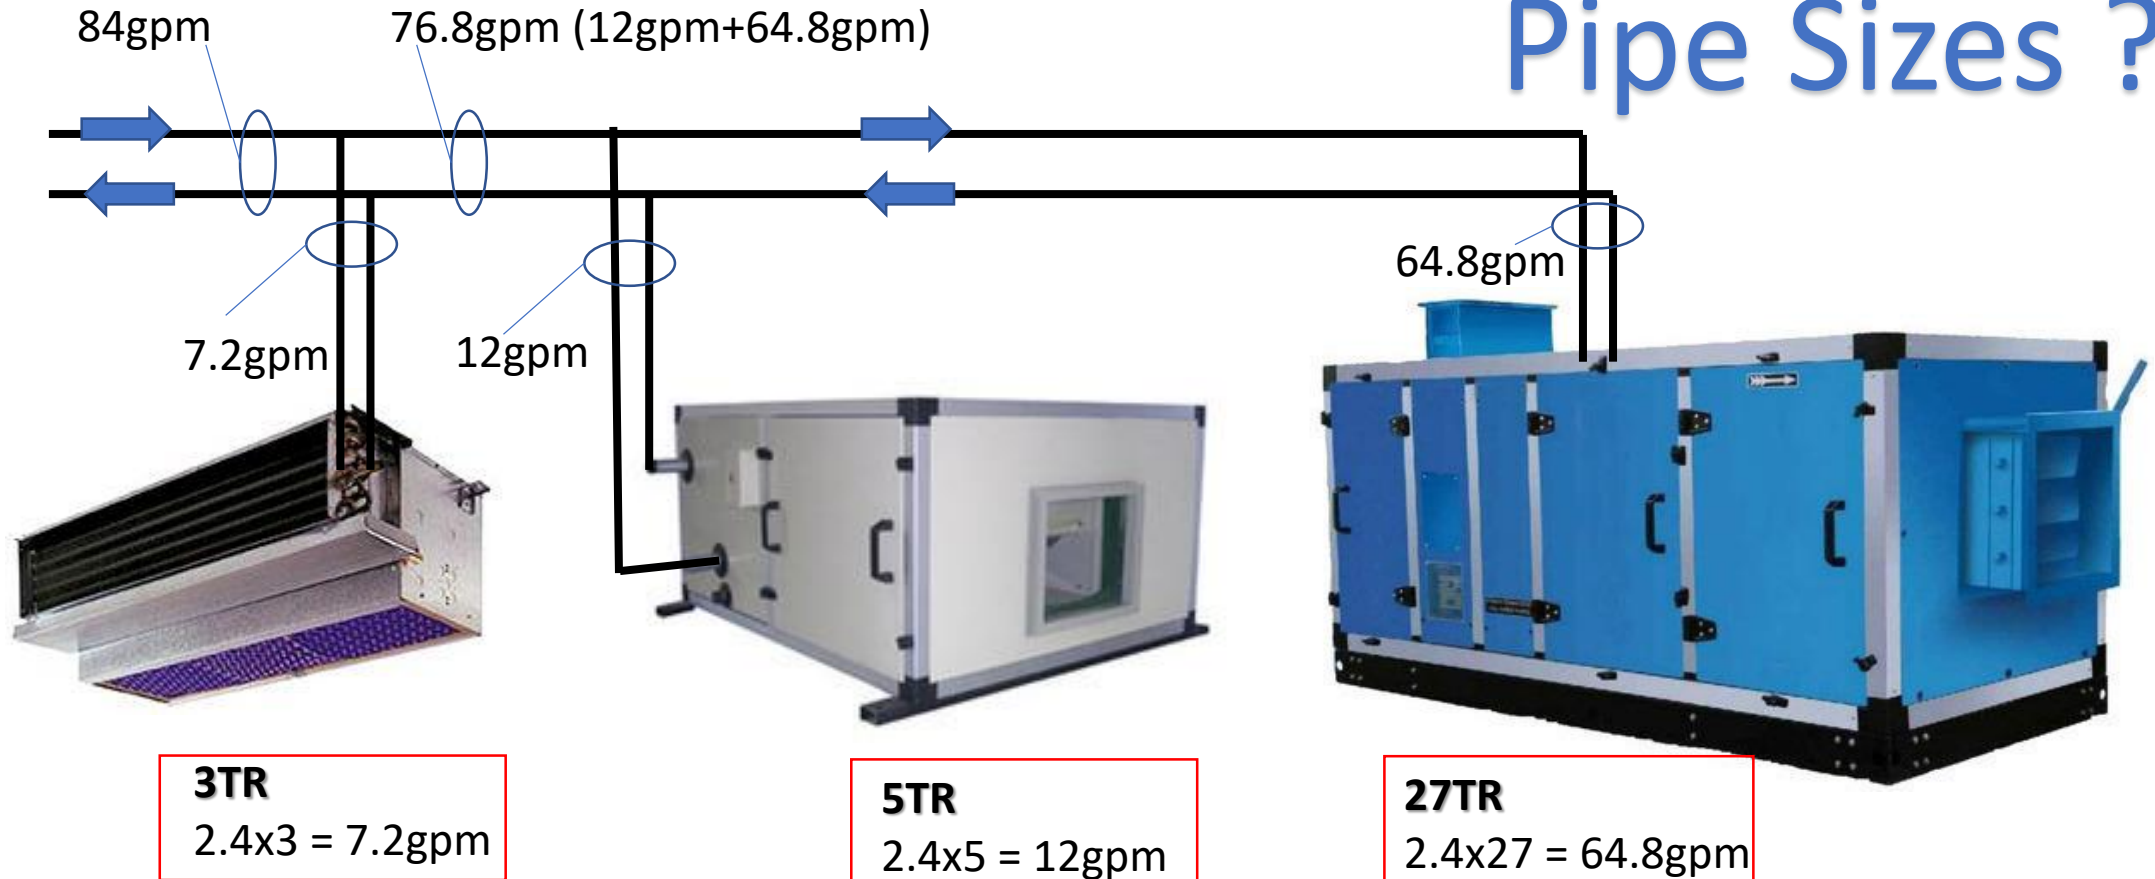 84gpm
76.8gpm (12gpm+64.8gpm)
Pipe Sizes ?
64.8gpm
7.2gpm
12gpm
3TR
2.4x3 = 7.2gpm
5TR
2.4x5 = 12gpm
27TR
2.4x27 = 64.8gpm